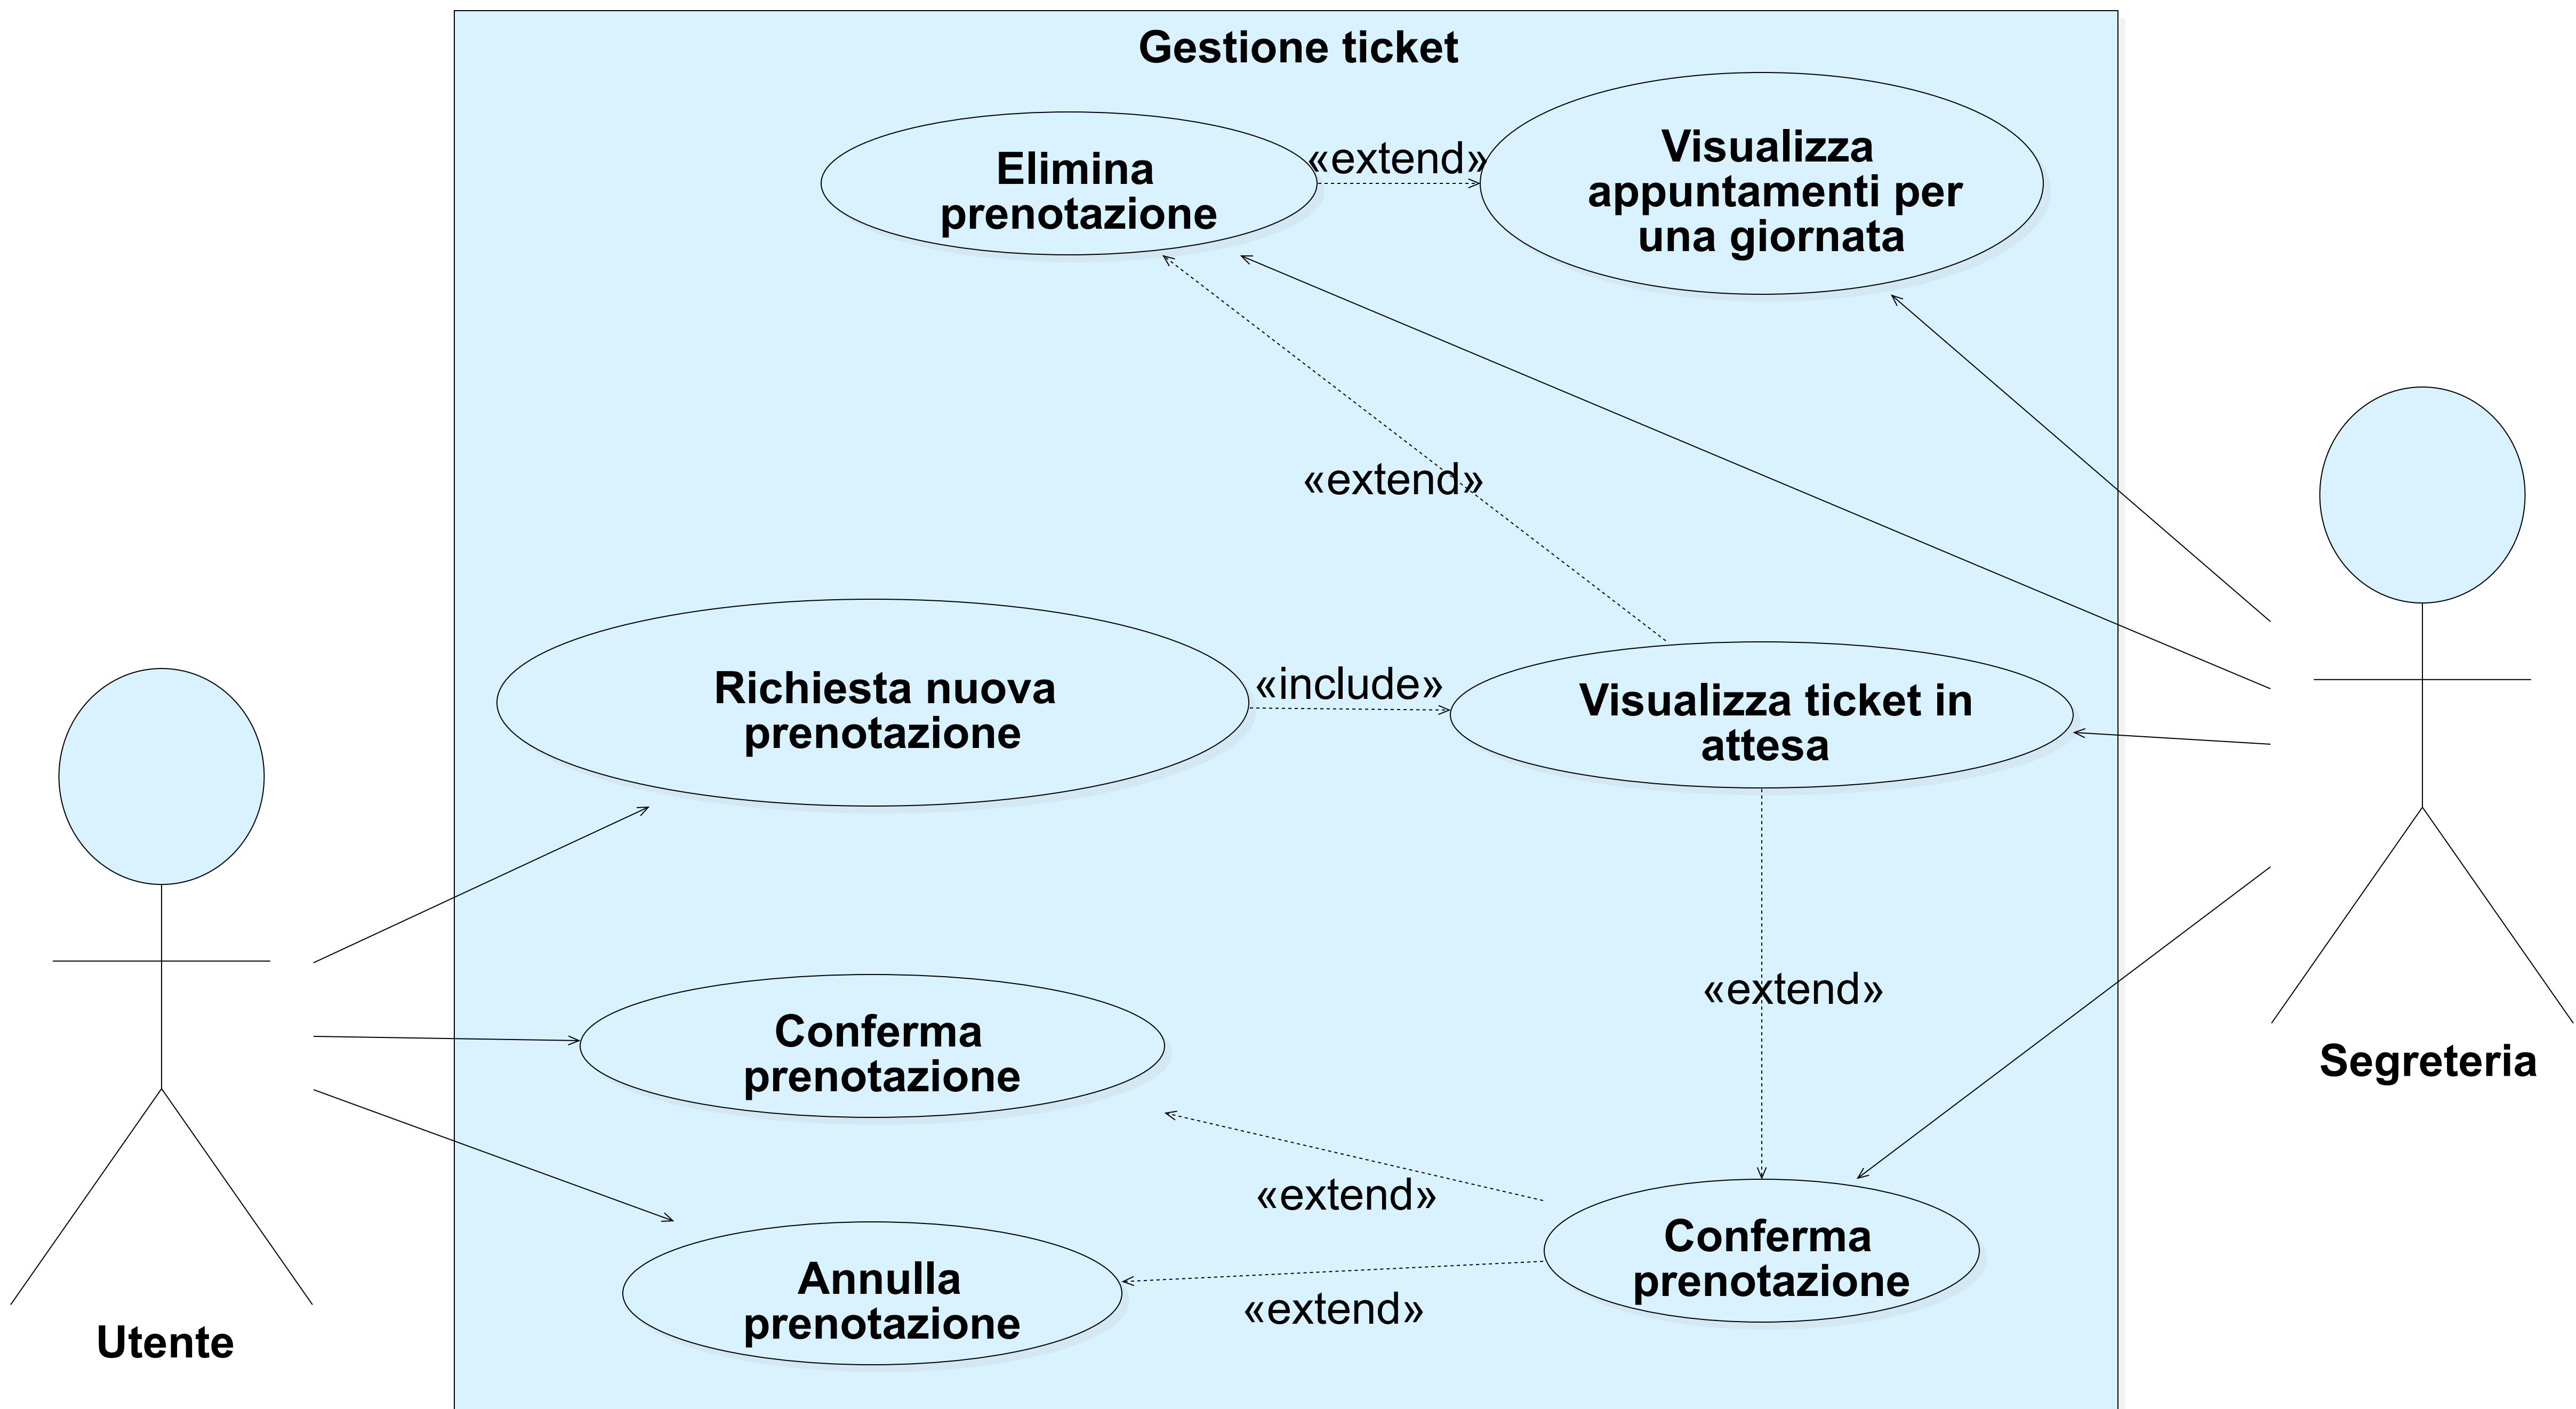 Gestione ticket
Elimina
prenotazione
«extend»
Visualizza
appuntamenti per
una giornata
«extend»
Richiesta nuova
prenotazione
«include»
Visualizza ticket in
attesa
Conferma
prenotazione
«extend»
«extend»
Annulla
prenotazione
«extend»
Conferma
prenotazione
Utente
Segreteria